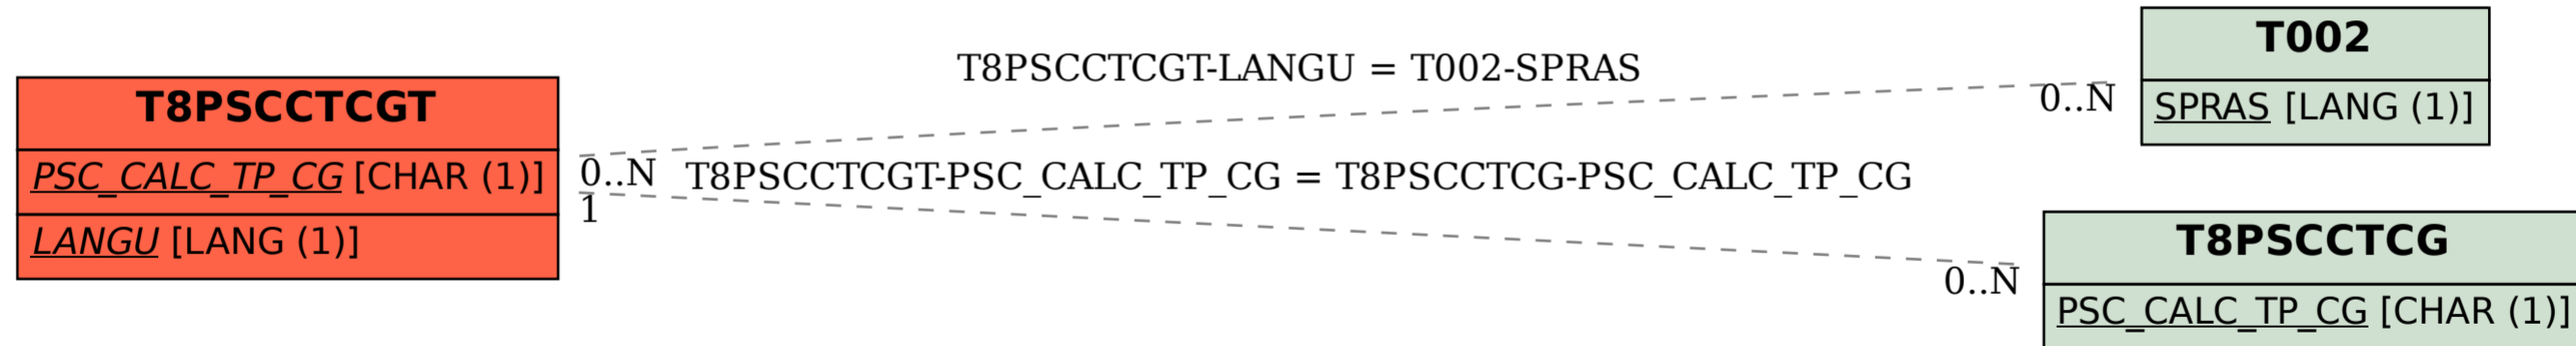 T8PSCCTCGT
PSC_CALC_TP_CG [CHAR (1)]
LANGU [LANG (1)]
T8PSCCTCGT-LANGU = T002-SPRAS
0..N
0..N
T8PSCCTCGT-PSC_CALC_TP_CG = T8PSCCTCG-PSC_CALC_TP_CG
1
0..N
T002
SPRAS [LANG (1)]
T8PSCCTCG
PSC_CALC_TP_CG [CHAR (1)]